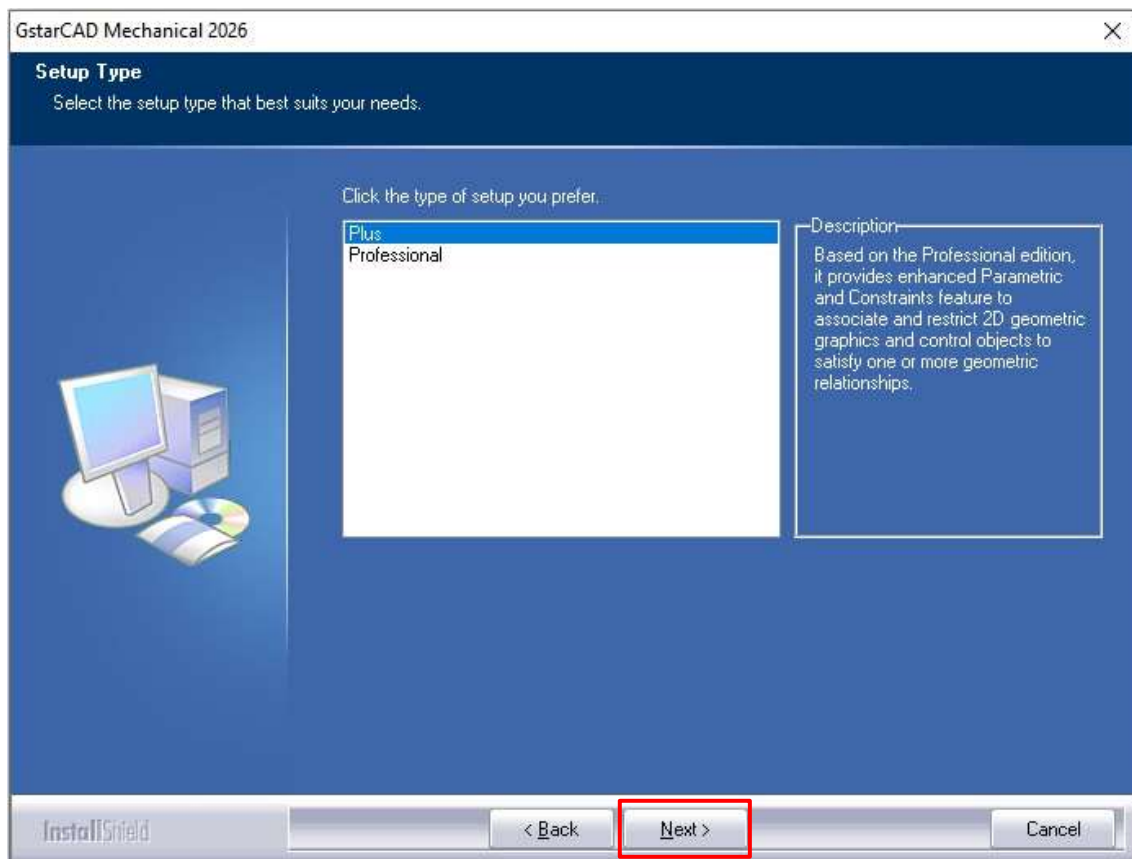 GstarCAD Mechanical 2026
Setup Type
Select the setup type that best suits your needs.
Click the type of setup you prefer.
Plus
Professional
Description
Based on the Professional edition,
it provides enhanced Parametric
and Constraints feature to
associate and restrict 2D geometric
graphics and control objects to
satisfy one or more geometric
relationships.
InstallShield
< Back
Next >
Cancel